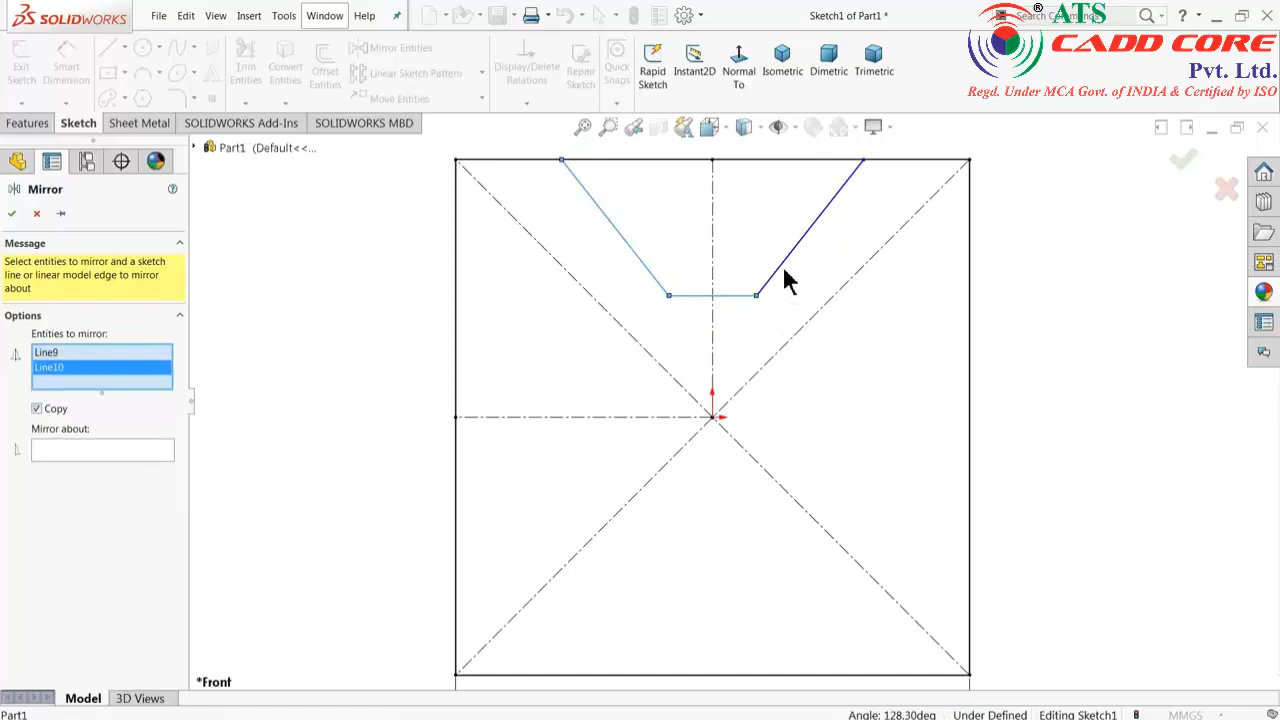 SOLIDWORKS File Edit View Insert Tools Window Help Sketch1 of Part1 * Search Commands ?
® ATS
CADD CORE
Pvt. Ltd.
Regd. Under MCA Govt. of INDIA & Certified by ISO
Exit Sketch
Smart Dimension
Trim Entities
Convert Entities
Offset Entities
Mirror Entities
Linear Sketch Pattern
Move Entities
Display/Delete Relations
Repair Sketch
Quick Snaps
Rapid Sketch
Instant2D
Normal To
Isometric
Dimetric
Trimetric
Features Sketch Sheet Metal SOLIDWORKS Add-Ins SOLIDWORKS MBD
Part1 (Default<<...
Mirror
Message
Select entities to mirror and a sketch
line or linear model edge to mirror
about
Options
Entities to mirror:
Line9
Line10
Copy
Mirror about:
*Front
Model 3D Views
Part1 Angle: 128.30deg Under Defined Editing Sketch1 MMGS